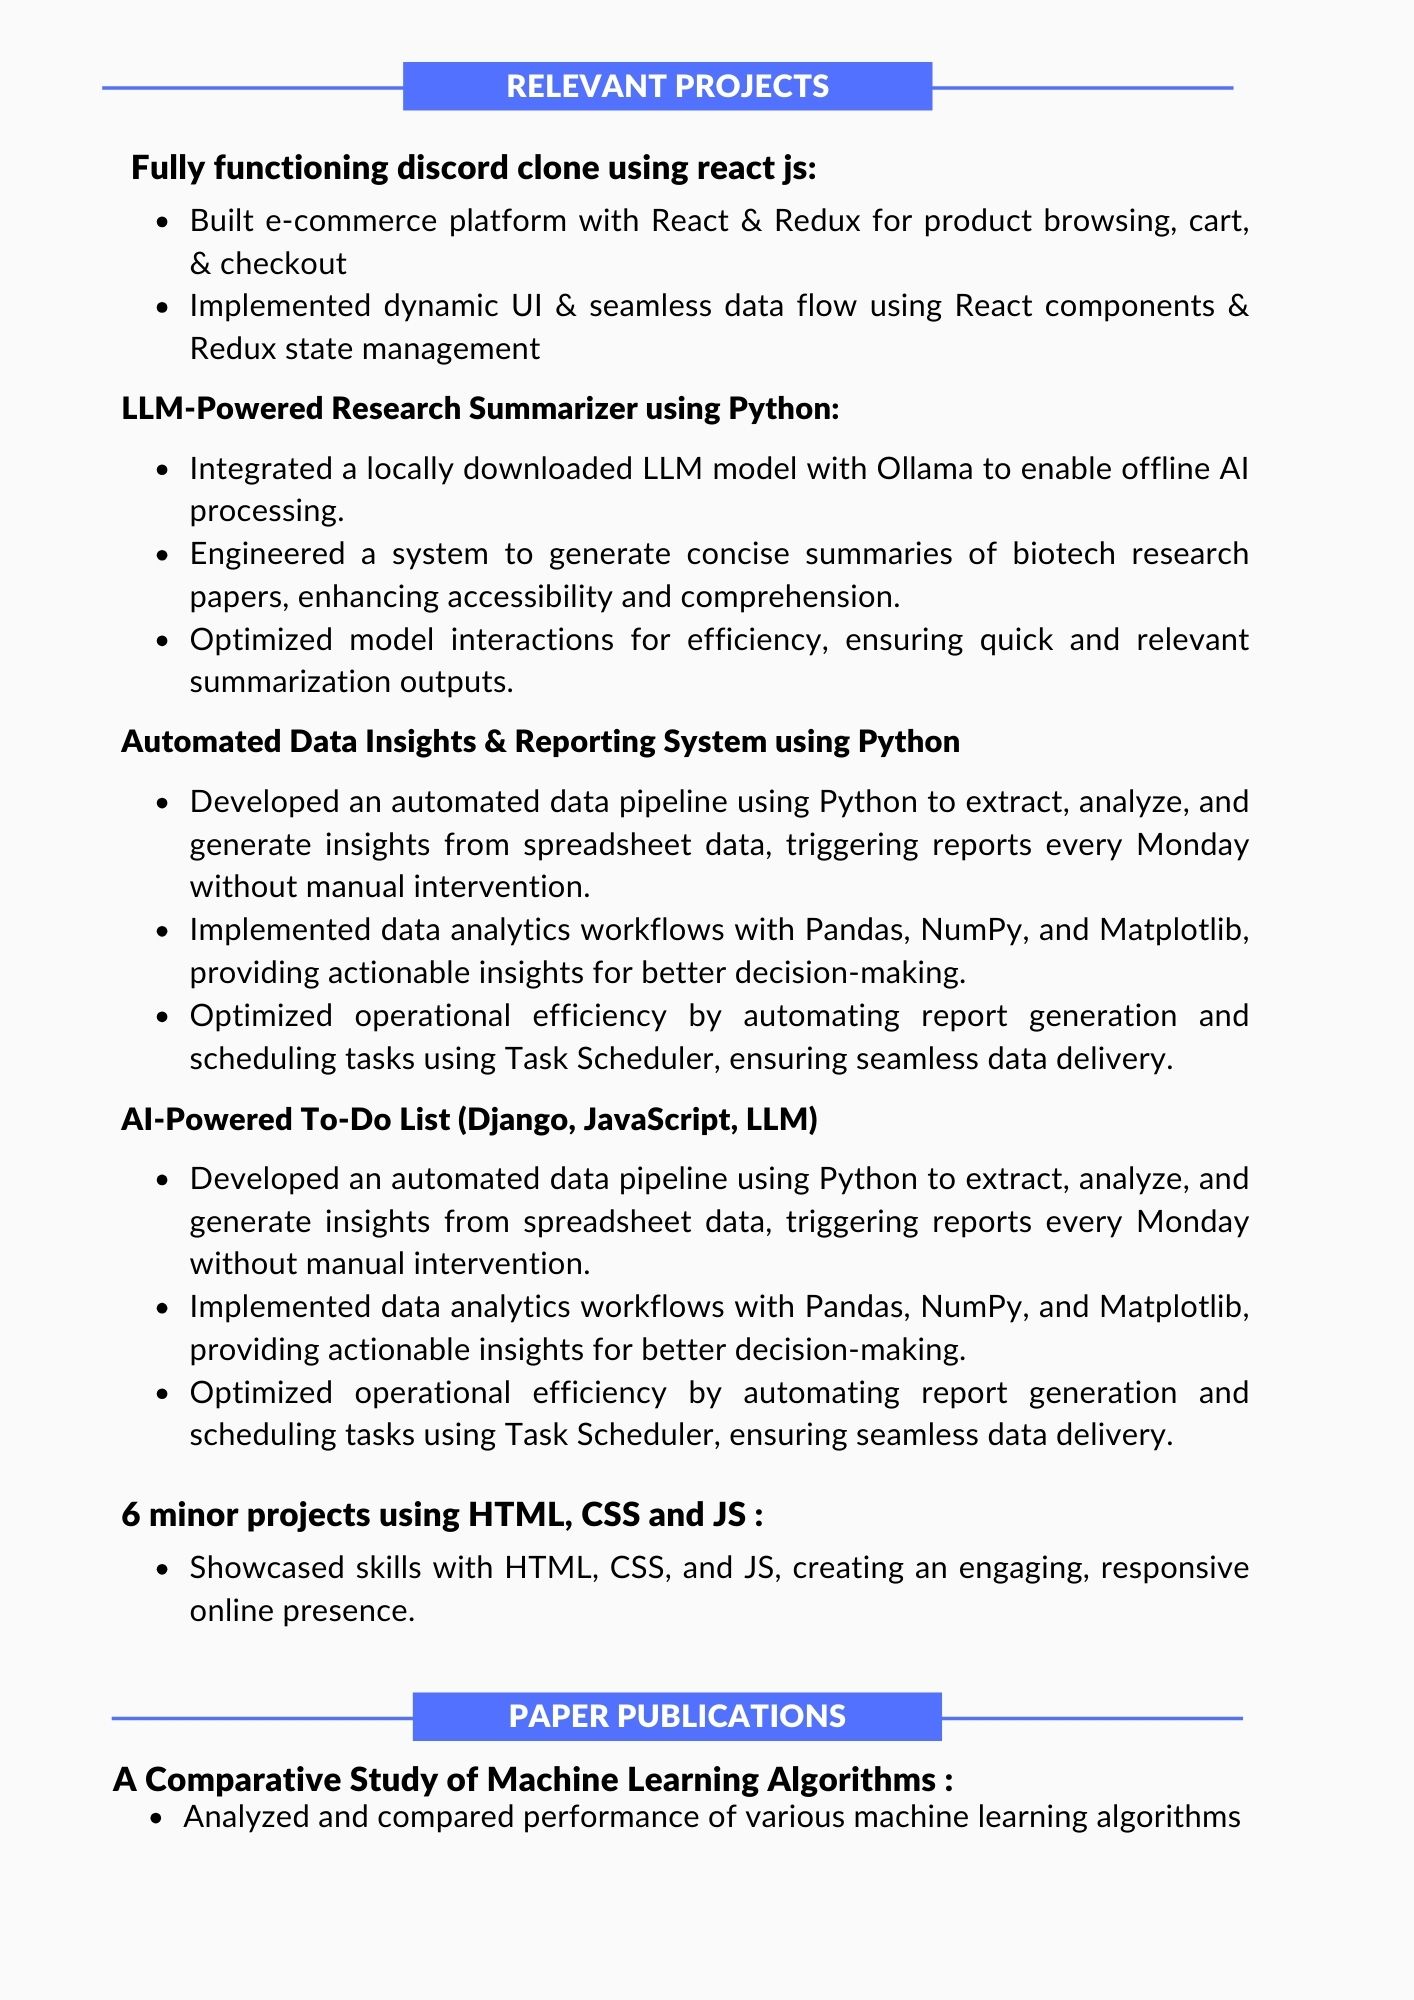 RELEVANT PROJECTS
Fully functioning discord clone using react js:
• Built e-commerce platform with React & Redux for product browsing, cart,
& checkout
• Implemented dynamic UI & seamless data flow using React components &
Redux state management
LLM-Powered Research Summarizer using Python:
• Integrated a locally downloaded LLM model with Ollama to enable offline AI
processing.
• Engineered a system to generate concise summaries of biotech research
papers, enhancing accessibility and comprehension.
• Optimized model interactions for efficiency, ensuring quick and relevant
summarization outputs.
Automated Data Insights & Reporting System using Python
• Developed an automated data pipeline using Python to extract, analyze, and
generate insights from spreadsheet data, triggering reports every Monday
without manual intervention.
• Implemented data analytics workflows with Pandas, NumPy, and Matplotlib,
providing actionable insights for better decision-making.
• Optimized operational efficiency by automating report generation and
scheduling tasks using Task Scheduler, ensuring seamless data delivery.
AI-Powered To-Do List (Django, JavaScript, LLM)
• Developed an automated data pipeline using Python to extract, analyze, and
generate insights from spreadsheet data, triggering reports every Monday
without manual intervention.
• Implemented data analytics workflows with Pandas, NumPy, and Matplotlib,
providing actionable insights for better decision-making.
• Optimized operational efficiency by automating report generation and
scheduling tasks using Task Scheduler, ensuring seamless data delivery.
6 minor projects using HTML, CSS and JS :
• Showcased skills with HTML, CSS, and JS, creating an engaging, responsive
online presence.
PAPER PUBLICATIONS
A Comparative Study of Machine Learning Algorithms :
• Analyzed and compared performance of various machine learning algorithms